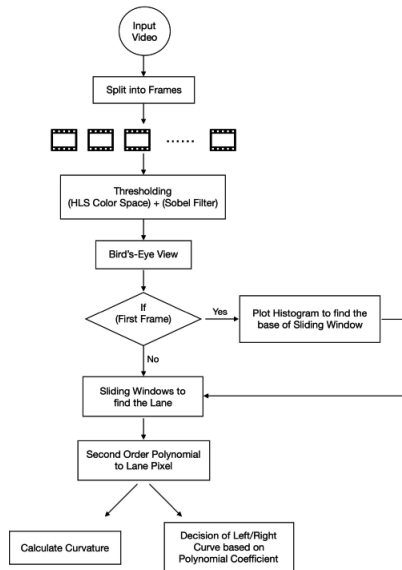 Input
Video
Split into Frames
......
Thresholding
(HLS Color Space) + (Sobel Filter)
Bird's-Eye View
If
(First Frame)
Yes
Plot Histogram to find the
base of Sliding Window
No
Sliding Windows to
find the Lane
Second Order Polynomial
to Lane Pixel
Calculate Curvature
Decision of Left/Right
Curve based on
Polynomial Coefficient